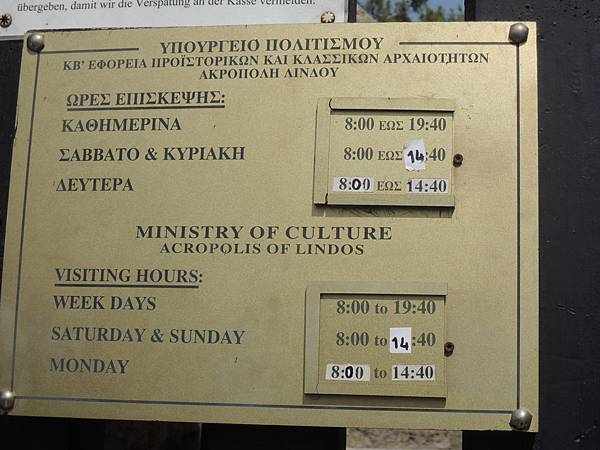 übergeben, damit wir die Verspätung an der Kasse vermeiden.
ΥΠΟΥΡΓΕΙΟ ΠΟΛΙΤΙΣΜΟΥ
ΚΒ' ΕΦΟΡΕΙΑ ΠΡΟΪΣΤΟΡΙΚΩΝ ΚΑΙ ΚΛΑΣΣΙΚΩΝ ΑΡΧΑΙΟΤΗΤΩΝ
ΑΚΡΟΠΟΛΗ ΛΙΝΔΟΥ
ΩΡΕΣ ΕΠΙΣΚΕΨΗΣ:
ΚΑΘΗΜΕΡΙΝΑ 8:00 ΕΩΣ 19:40
ΣΑΒΒΑΤΟ & ΚΥΡΙΑΚΗ 8:00 ΕΩΣ 14:40
ΔΕΥΤΕΡΑ 8:00 ΕΩΣ 14:40
MINISTRY OF CULTURE
ACROPOLIS OF LINDOS
VISITING HOURS:
WEEK DAYS 8:00 to 19:40
SATURDAY & SUNDAY 8:00 to 14:40
MONDAY 8:00 to 14:40